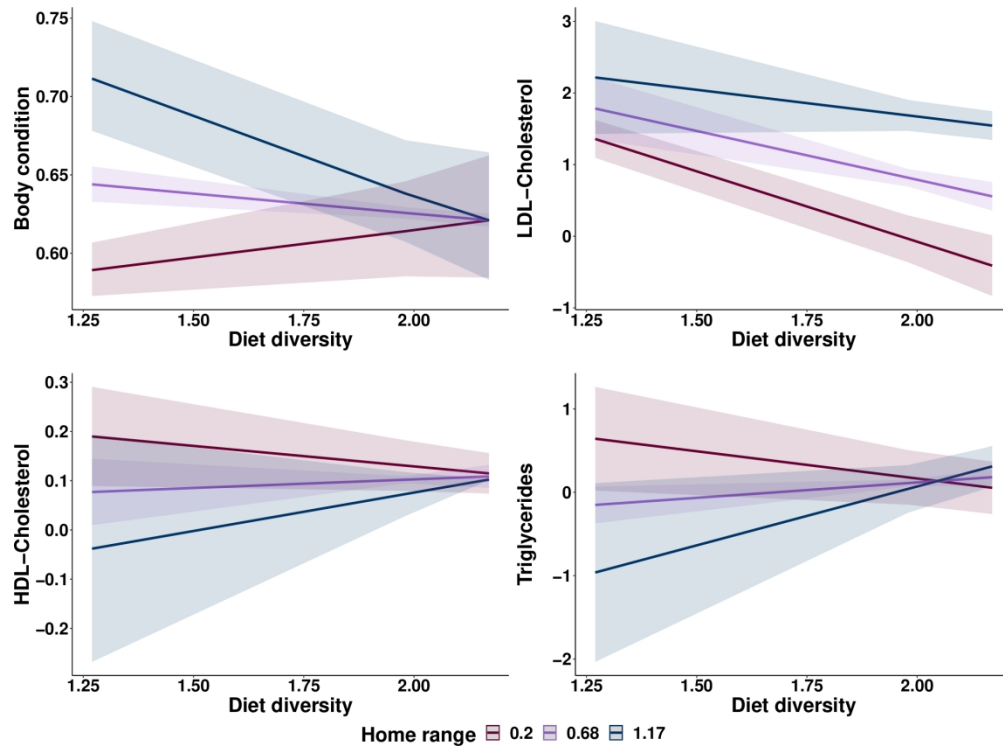 0.75
0.70
0.65
0.60
Body condition
1.25 1.50 1.75 2.00
Diet diversity
3
2
1
0
−1
LDL−Cholesterol
1.25 1.50 1.75 2.00
Diet diversity
0.3
0.2
0.1
0.0
−0.1
−0.2
HDL−Cholesterol
1.25 1.50 1.75 2.00
Diet diversity
1
0
−1
−2
Triglycerides
1.25 1.50 1.75 2.00
Diet diversity
Home range 0.2 0.68 1.17